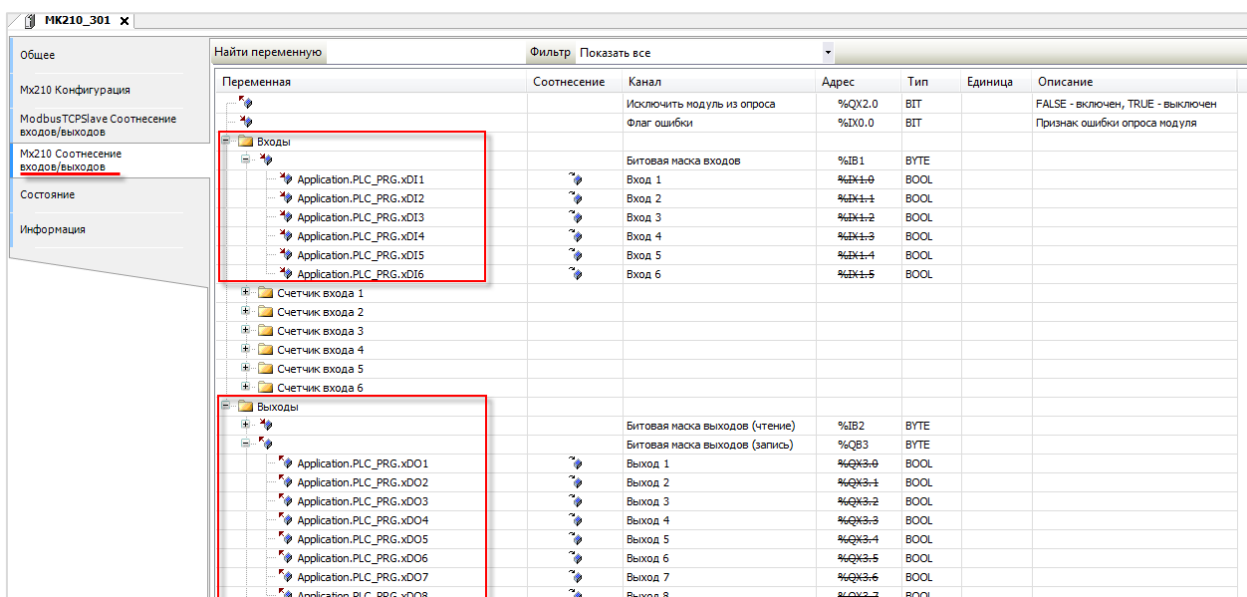 MK210_301
Общее
Mx210 Конфигурация
ModbusTCPSlave Соотнесение
входов/выходов
Mx210 Соотнесение
входов/выходов
Состояние
Информация
Найти переменную Фильтр Показать все
Переменная Соотнесение Канал Адрес Тип Единица Описание
Исключить модуль из опроса %QX2.0 BIT FALSE - включен, TRUE - выключен
Флаг ошибки %IX0.0 BIT Признак ошибки опроса модуля
Входы
Битовая маска входов %IB1 BYTE
Application.PLC_PRG.xDI1 Вход 1 %IX1.0 BOOL
Application.PLC_PRG.xDI2 Вход 2 %IX1.1 BOOL
Application.PLC_PRG.xDI3 Вход 3 %IX1.2 BOOL
Application.PLC_PRG.xDI4 Вход 4 %IX1.3 BOOL
Application.PLC_PRG.xDI5 Вход 5 %IX1.4 BOOL
Application.PLC_PRG.xDI6 Вход 6 %IX1.5 BOOL
Счетчик входа 1
Счетчик входа 2
Счетчик входа 3
Счетчик входа 4
Счетчик входа 5
Счетчик входа 6
Выходы
Битовая маска выходов (чтение) %IB2 BYTE
Битовая маска выходов (запись) %QB3 BYTE
Application.PLC_PRG.xDO1 Выход 1 %QX3.0 BOOL
Application.PLC_PRG.xDO2 Выход 2 %QX3.1 BOOL
Application.PLC_PRG.xDO3 Выход 3 %QX3.2 BOOL
Application.PLC_PRG.xDO4 Выход 4 %QX3.3 BOOL
Application.PLC_PRG.xDO5 Выход 5 %QX3.4 BOOL
Application.PLC_PRG.xDO6 Выход 6 %QX3.5 BOOL
Application.PLC_PRG.xDO7 Выход 7 %QX3.6 BOOL
Application.PLC_PRG.xDO8 Выход 8 %QX3.7 BOOL